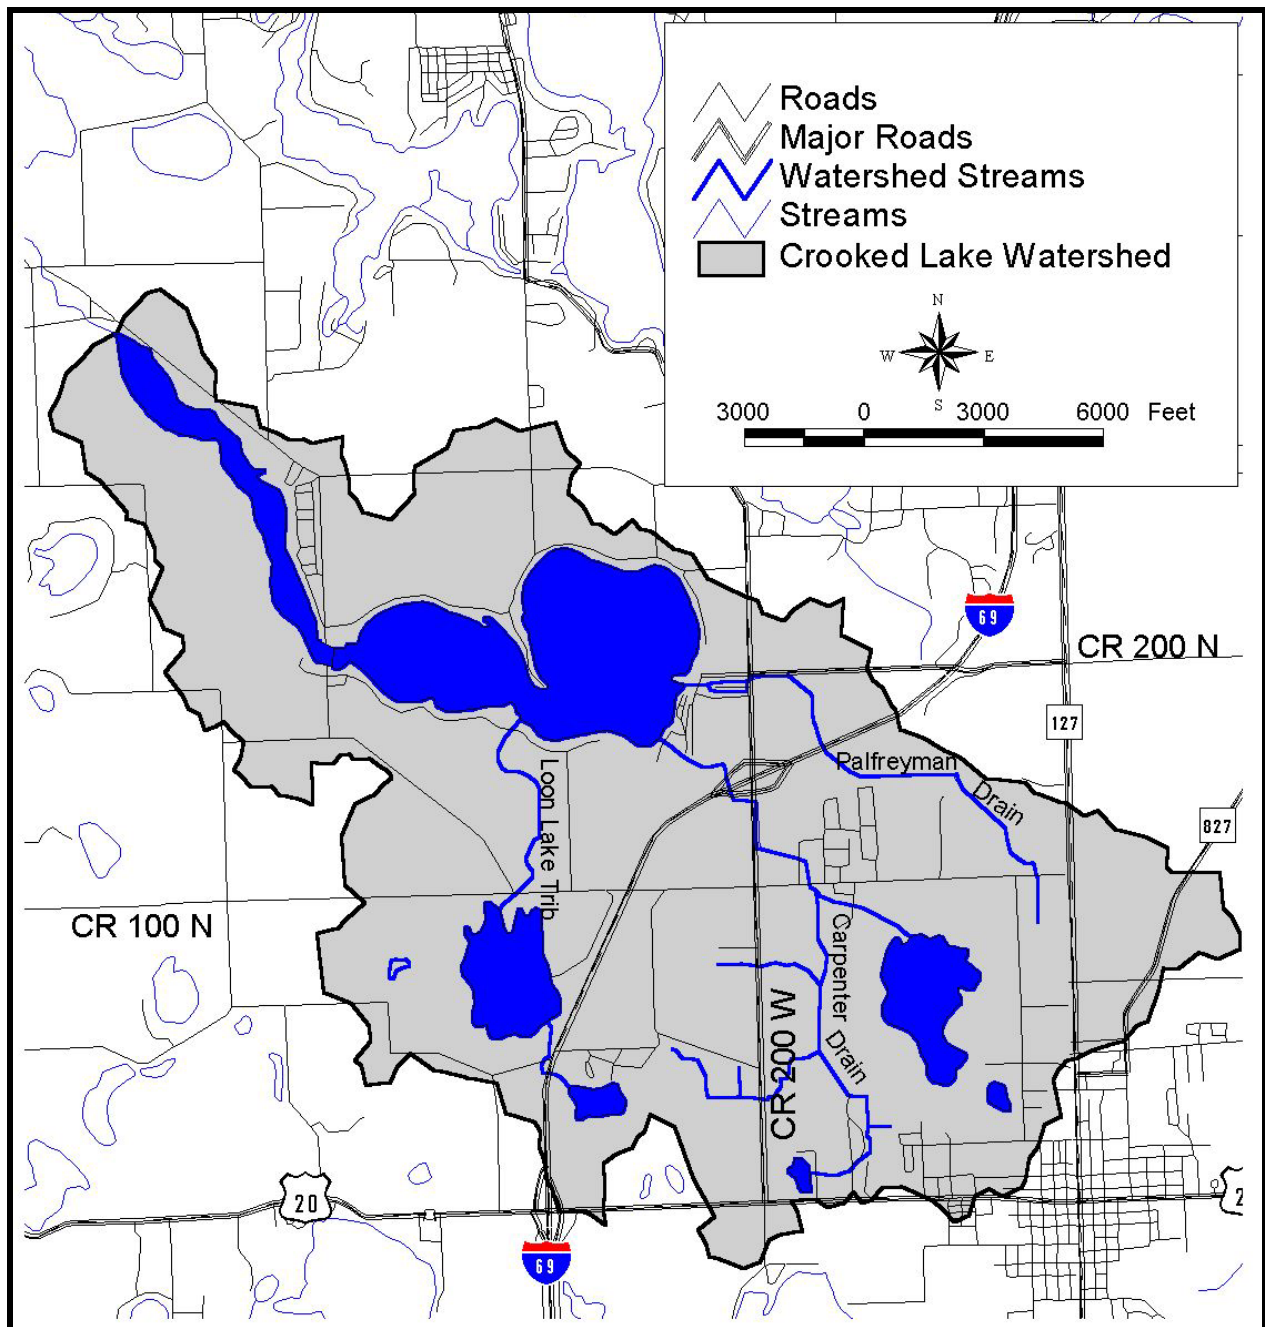 Roads
Major Roads
Watershed Streams
Streams
Crooked Lake Watershed
N
W E
S
3000 0 3000 6000 Feet
69
CR 200 N
127
Palfreyman
Drain
827
Loon Lake Trib
CR 100 N
Carpenter
Drain
CR 200 W
20
2
69